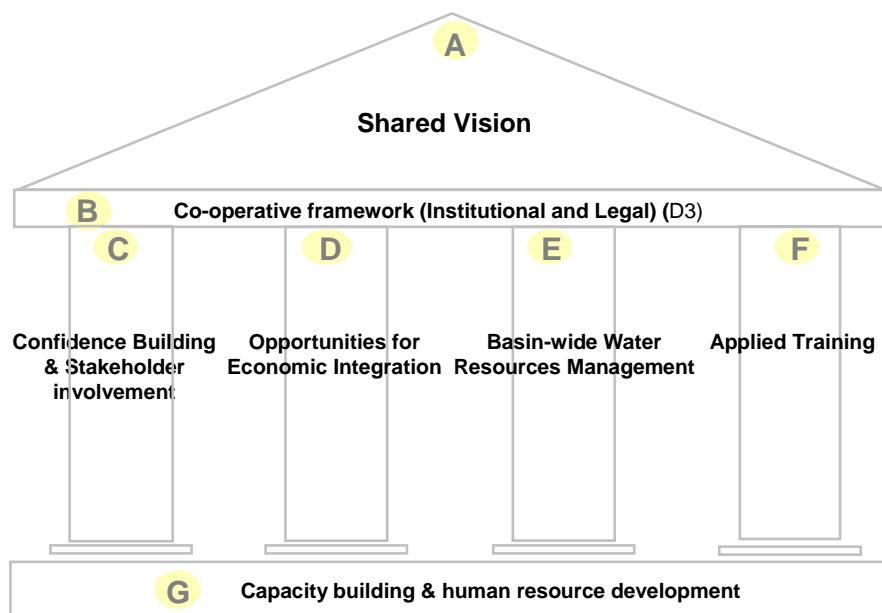 A
Shared Vision
B
Co-operative framework (Institutional and Legal) (D3)
C
D
E
F
Confidence Building
& Stakeholder
involvement
Opportunities for
Economic Integration
Basin-wide Water
Resources Management
Applied Training
G
Capacity building & human resource development